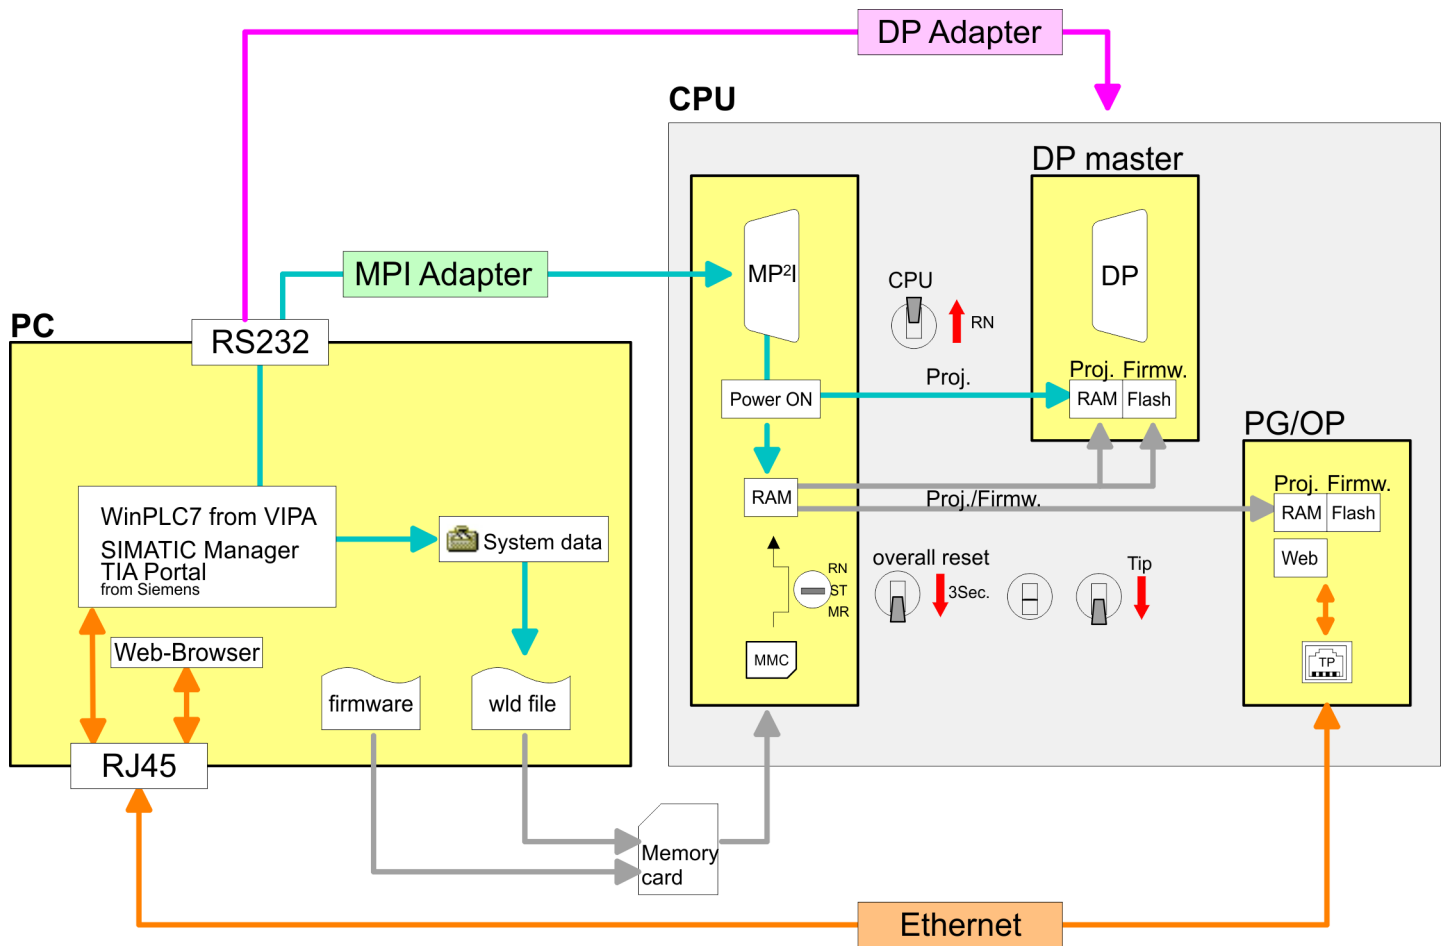 DP Adapter
CPU
DP master
MPI Adapter
MP²I
DP
CPU
RN
PC
RS232
Proj.
Proj. Firmw.
Power ON
RAM
Flash
PG/OP
WinPLC7 from VIPA
SIMATIC Manager
TIA Portal
from Siemens
System data
RAM
Proj./Firmw.
Proj. Firmw.
RAM
Flash
Web
overall reset
3Sec.
Tip
RN
ST
MR
Web-Browser
MMC
TP
firmware
wld file
RJ45
Memory
card
Ethernet